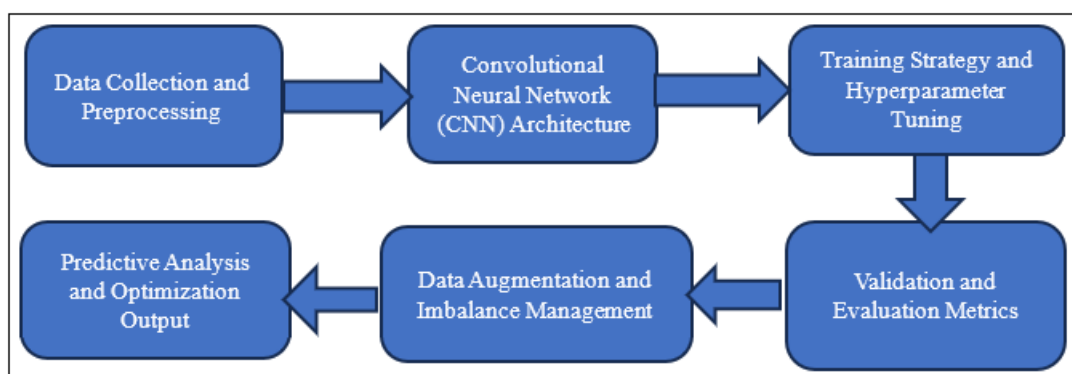 Data Collection and
Preprocessing
Convolutional
Neural Network
(CNN) Architecture
Training Strategy and
Hyperparameter
Tuning
Validation and
Evaluation Metrics
Data Augmentation and
Imbalance Management
Predictive Analysis
and Optimization
Output